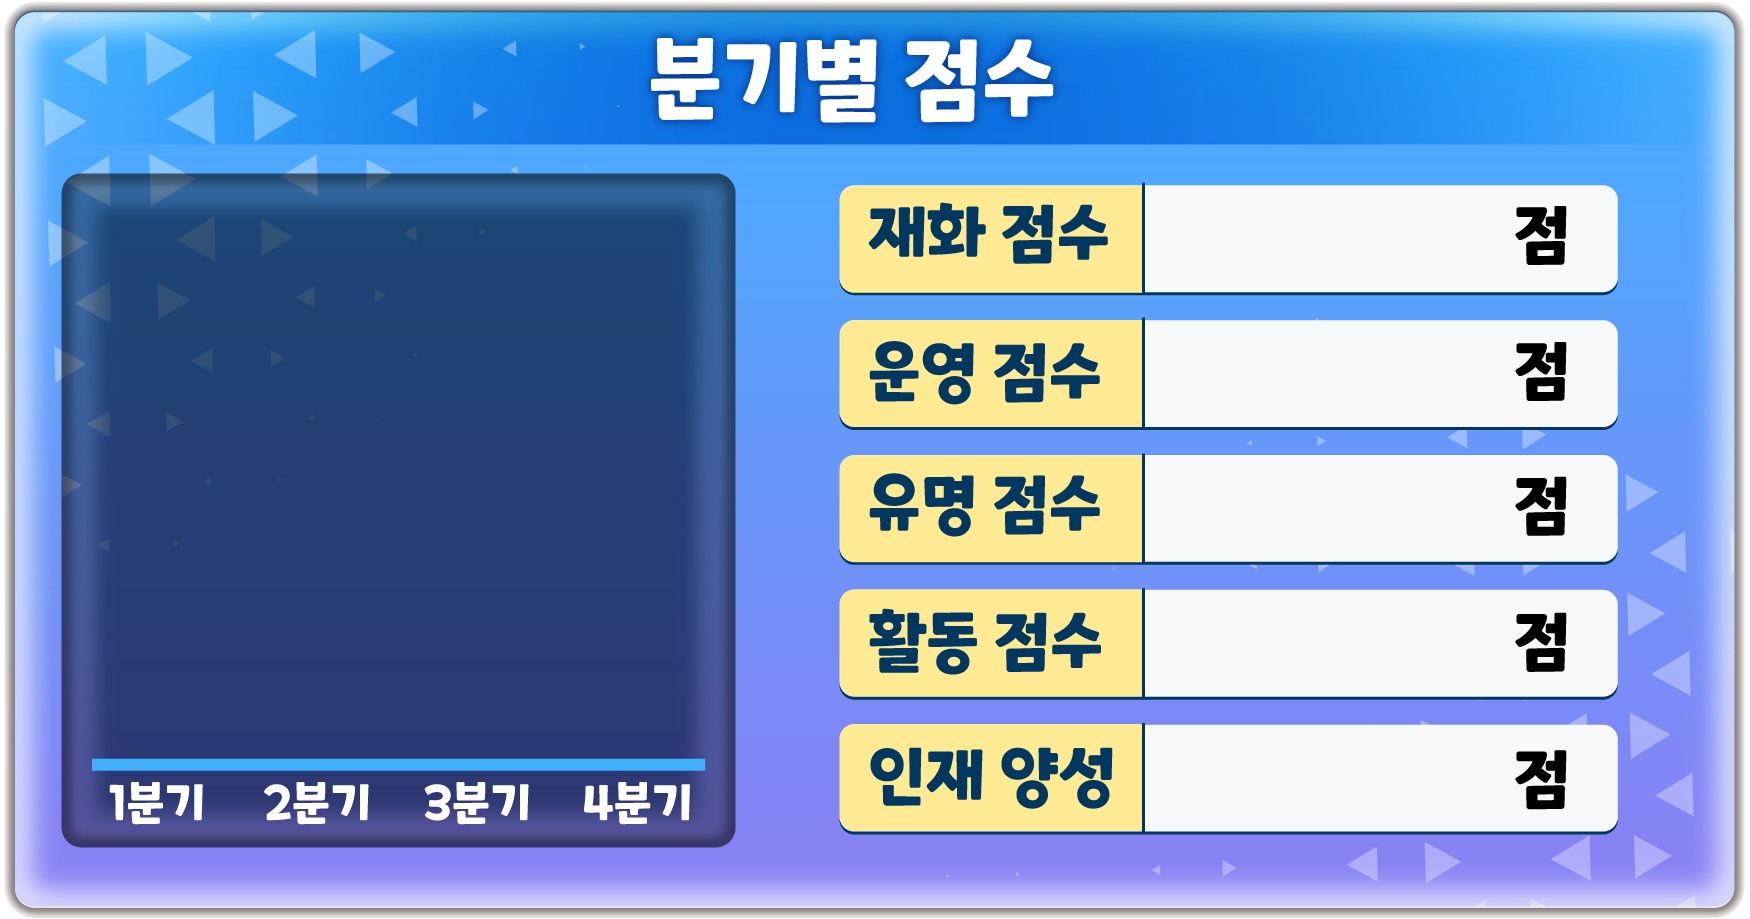 분기별 점수
재화 점수 점
운영 점수 점
유명 점수 점
활동 점수 점
인재 양성 점
1분기 2분기 3분기 4분기